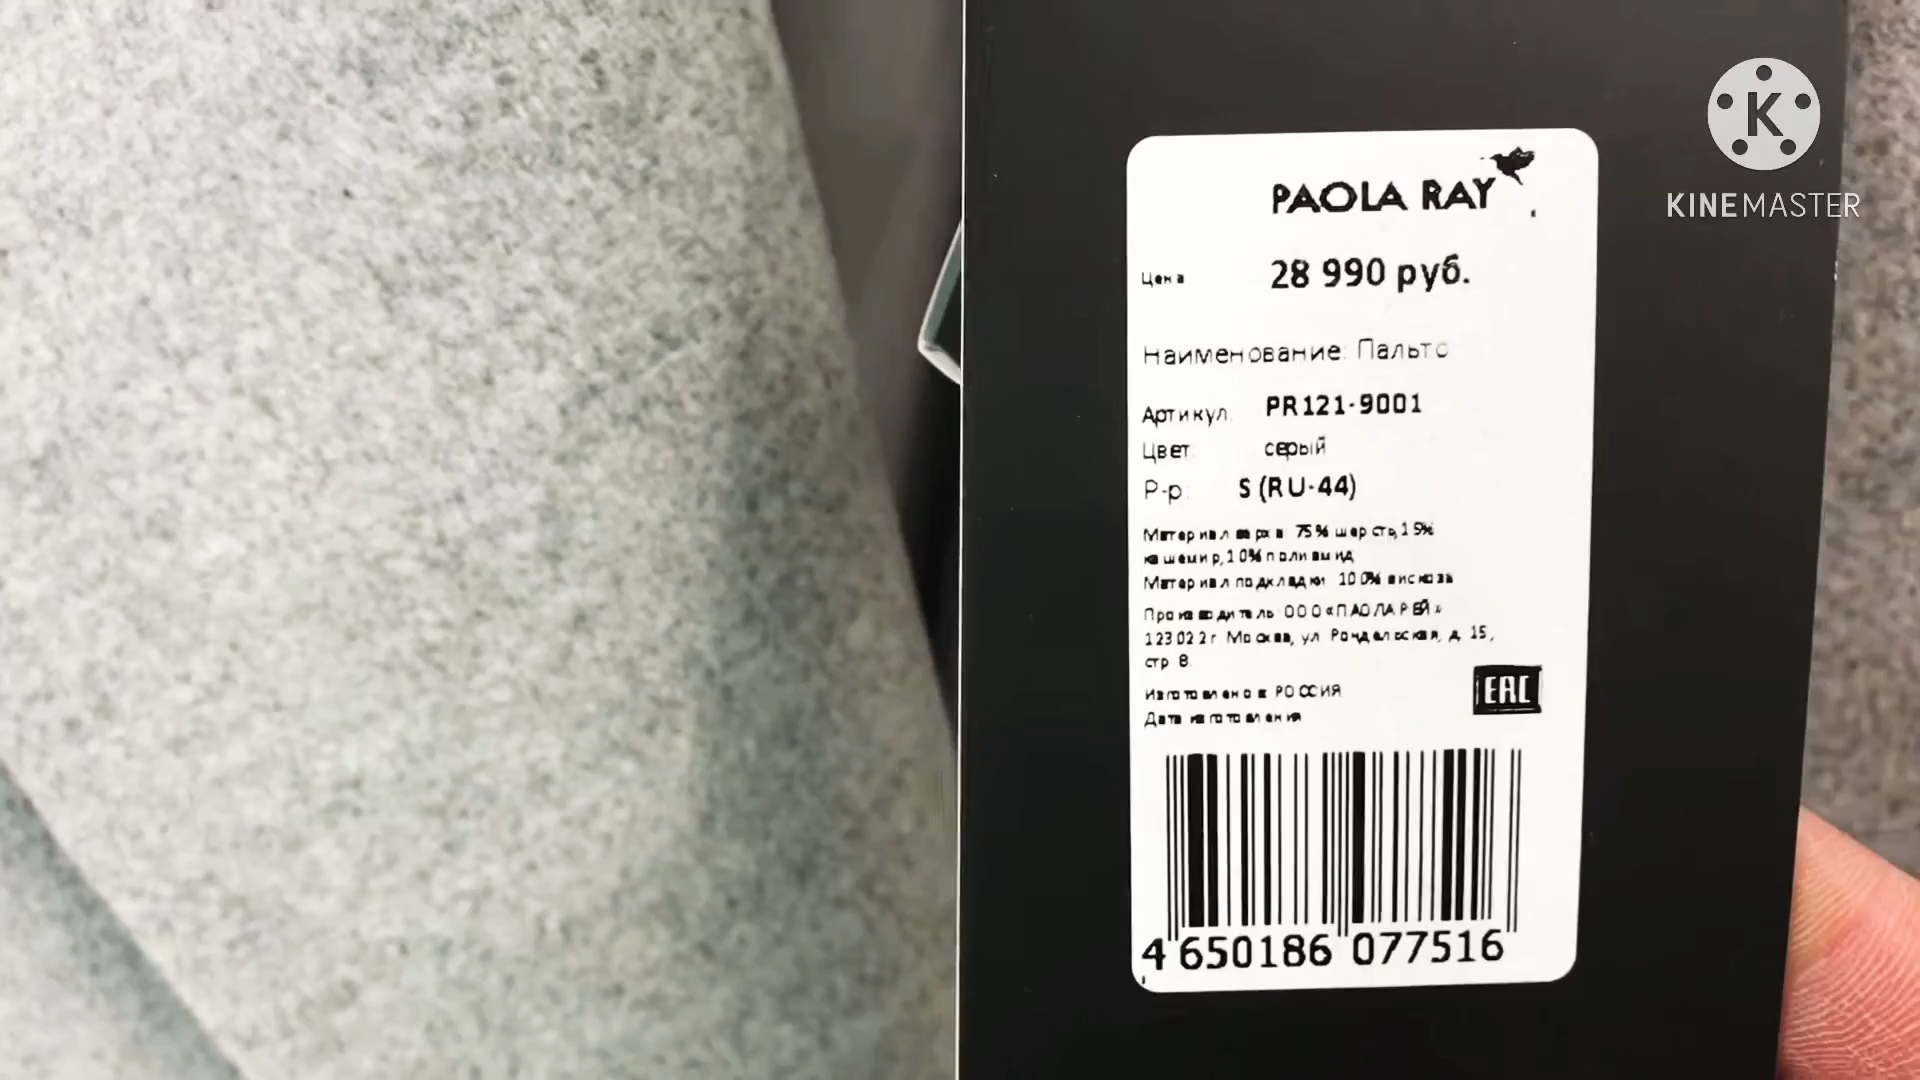 PAOLA RAY
Цена 28 990 руб.
Наименование: Пальто
Артикул: PR121-9001
Цвет: серый
Р-р: S (RU-44)
Материал верха: 75% шерсть, 15%
кашемир, 10% полиамид
Материал подкладки: 100% вискоза
Производитель: ООО «ПАОЛА РЕЙ»
123022 г. Москва, ул. Рочдельская, д. 15,
стр. 8.
Изготовлено в РОССИЯ
Дата изготовления
EAC
4 650186 077516
K
KINEMASTER